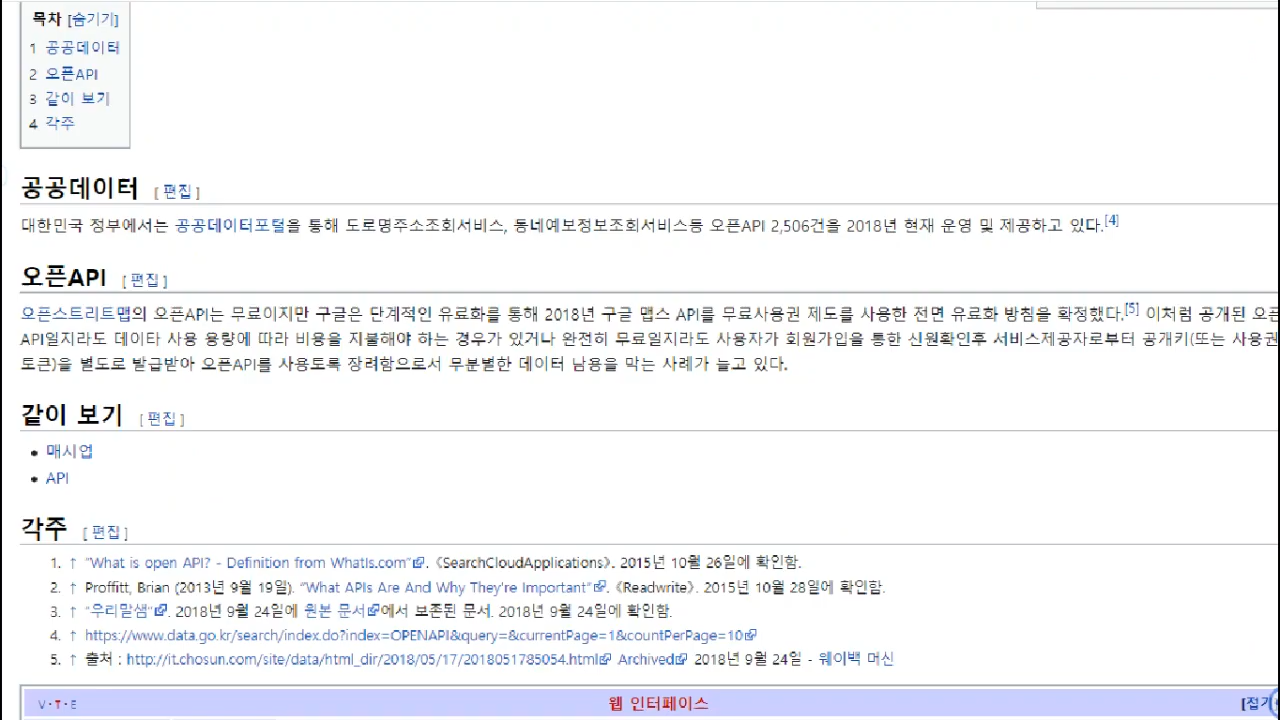 목차 [숨기기]
1 공공데이터
2 오픈API
3 같이 보기
4 각주
공공데이터 [ 편집 ]
대한민국 정부에서는 공공데이터포털을 통해 도로명주소조회서비스, 동네예보정보조회서비스등 오픈API 2,506건을 2018년 현재 운영 및 제공하고 있다.[4]
오픈API [ 편집 ]
오픈스트리트맵의 오픈API는 무료이지만 구글은 단계적인 유료화를 통해 2018년 구글 맵스 API를 무료사용권 제도를 사용한 전면 유료화 방침을 확정했다.[5] 이처럼 공개된 오픈
API일지라도 데이타 사용 용량에 따라 비용을 지불해야 하는 경우가 있거나 완전히 무료일지라도 사용자가 회원가입을 통한 신원확인후 서비스제공자로부터 공개키(또는 사용권
토큰)을 별도로 발급받아 오픈API를 사용토록 장려함으로서 무분별한 데이터 남용을 막는 사례가 늘고 있다.
같이 보기 [ 편집 ]
• 매시업
• API
각주 [ 편집 ]
1. ↑ “What is open API? - Definition from WhatIs.com”. 《SearchCloudApplications》. 2015년 10월 26일에 확인함.
2. ↑ Proffitt, Brian (2013년 9월 19일). “What APIs Are And Why They're Important”. 《Readwrite》. 2015년 10월 28일에 확인함.
3. ↑ “우리말샘”. 2018년 9월 24일에 원본 문서에서 보존된 문서. 2018년 9월 24일에 확인함.
4. ↑ https://www.data.go.kr/search/index.do?index=OPENAPI&query=&currentPage=1&countPerPage=10
5. ↑ 출처 : http://it.chosun.com/site/data/html_dir/2018/05/17/2018051785054.html Archived 2018년 9월 24일 - 웨이백 머신
V · T · E 웹 인터페이스 [접기